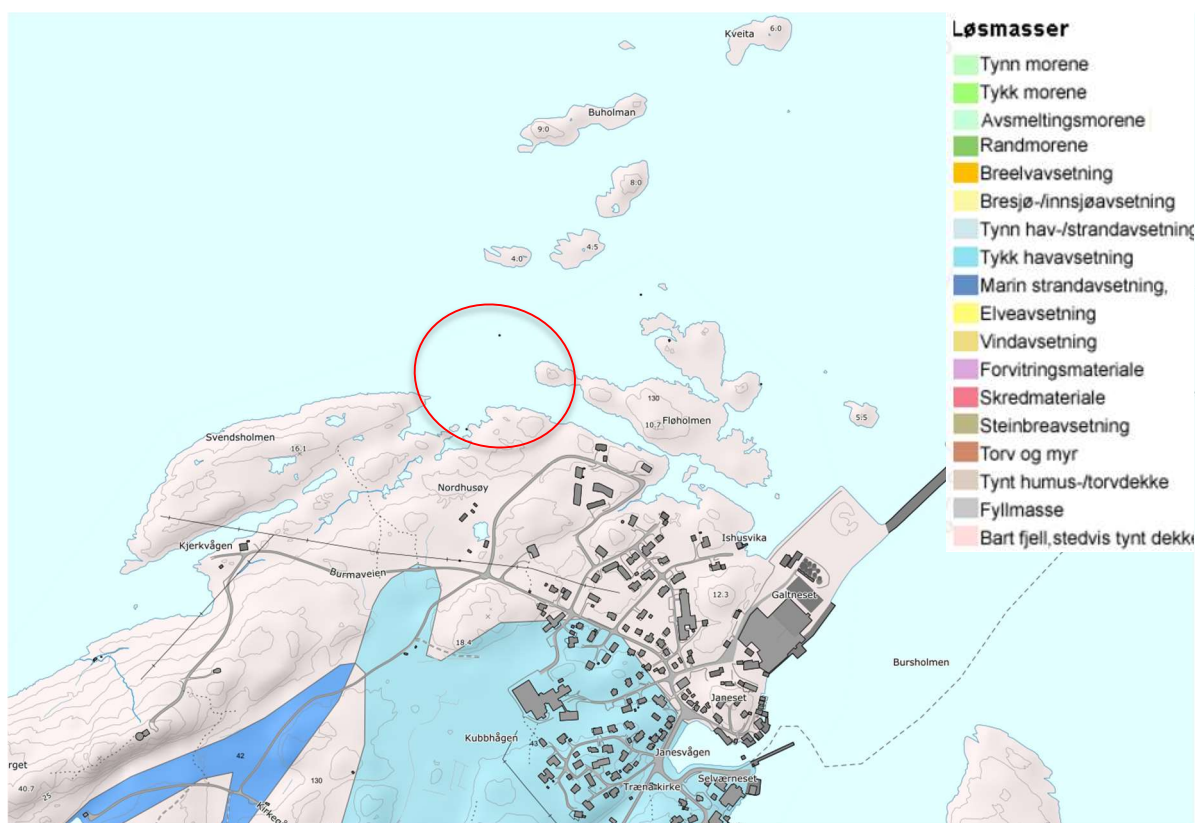 Kveita
6:0
Buholman
9:0
8:0
4:5
4.0
130
10.7
Fløholmen
5:5
Svendsholmen
16.1
Nordhusøy
Kjerkvågen
Burmaveien
Ishusvika
12.3
Galtneset
18.4
Bursholmen
Janeset
Kubbhågen
43
Janesvågen
42
Selværneset
Træna kirke
rget
40.7
25
130
Kirkeg
Løsmasser
Tynn morene
Tykk morene
Avsmeltingsmorene
Randmorene
Breelvavsetning
Bresjø-/innsjøavsetning
Tynn hav-/strandavsetning
Tykk havavsetning
Marin strandavsetning,
Elveavsetning
Vindavsetning
Forvitringsmateriale
Skredmateriale
Steinbreavsetning
Torv og myr
Tynt humus-/torvdekke
Fyllmasse
Bart fjell,stedvis tynt dekke